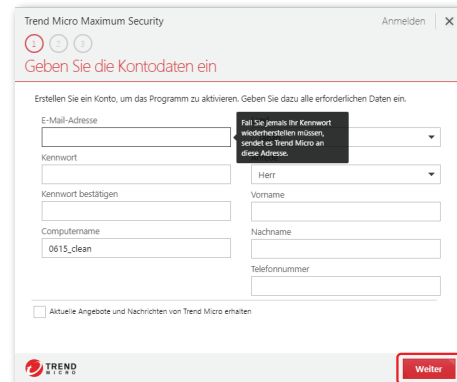 Trend Micro Maximum Security
Anmelden
1 2 3
Geben Sie die Kontodaten ein
Erstellen Sie ein Konto, um das Programm zu aktivieren. Geben Sie dazu alle erforderlichen Daten ein.
E-Mail-Adresse
Fall Sie jemals Ihr Kennwort
wiederherstellen müssen,
sendet es Trend Micro an
diese Adresse.
Kennwort
Herr
Kennwort bestätigen
Vorname
Computername
Nachname
0615_clean
Telefonnummer
Aktuelle Angebote und Nachrichten von Trend Micro erhalten
TREND
MICRO
Weiter